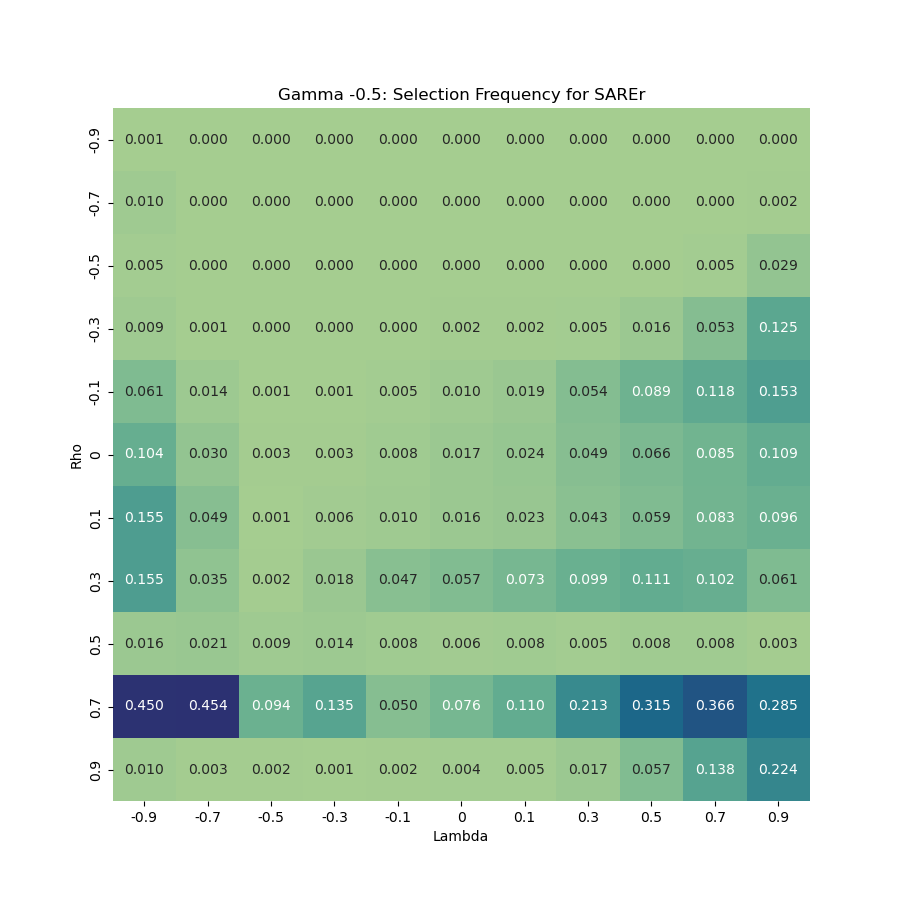 Gamma -0.5: Selection Frequency for SAREr
-0.9 0.001 0.000 0.000 0.000 0.000 0.000 0.000 0.000 0.000 0.000 0.000
-0.7 0.010 0.000 0.000 0.000 0.000 0.000 0.000 0.000 0.000 0.000 0.002
-0.5 0.005 0.000 0.000 0.000 0.000 0.000 0.000 0.000 0.000 0.005 0.029
-0.3 0.009 0.001 0.000 0.000 0.000 0.002 0.002 0.005 0.016 0.053 0.125
-0.1 0.061 0.014 0.001 0.001 0.005 0.010 0.019 0.054 0.089 0.118 0.153
Rho
0 0.104 0.030 0.003 0.003 0.008 0.017 0.024 0.049 0.066 0.085 0.109
0.1 0.155 0.049 0.001 0.006 0.010 0.016 0.023 0.043 0.059 0.083 0.096
0.3 0.155 0.035 0.002 0.018 0.047 0.057 0.073 0.099 0.111 0.102 0.061
0.5 0.016 0.021 0.009 0.014 0.008 0.006 0.008 0.005 0.008 0.008 0.003
0.7 0.450 0.454 0.094 0.135 0.050 0.076 0.110 0.213 0.315 0.366 0.285
0.9 0.010 0.003 0.002 0.001 0.002 0.004 0.005 0.017 0.057 0.138 0.224
-0.9 -0.7 -0.5 -0.3 -0.1 0 0.1 0.3 0.5 0.7 0.9
Lambda